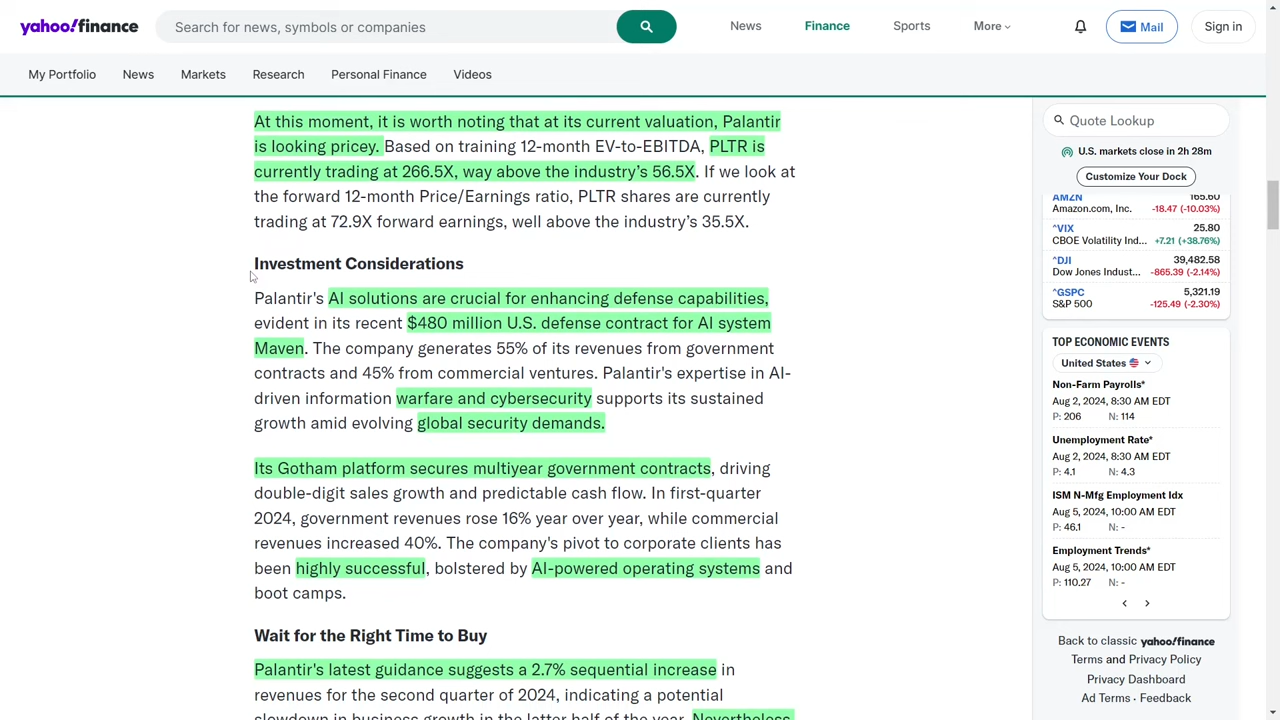 yahoo!finance
Search for news, symbols or companies
News
Finance
Sports
More
Mail
Sign in
My Portfolio
News
Markets
Research
Personal Finance
Videos
At this moment, it is worth noting that at its current valuation, Palantir
is looking pricey. Based on training 12-month EV-to-EBITDA, PLTR is
currently trading at 266.5X, way above the industry’s 56.5X. If we look at
the forward 12-month Price/Earnings ratio, PLTR shares are currently
trading at 72.9X forward earnings, well above the industry’s 35.5X.
Investment Considerations
Palantir's AI solutions are crucial for enhancing defense capabilities,
evident in its recent $480 million U.S. defense contract for AI system
Maven. The company generates 55% of its revenues from government
contracts and 45% from commercial ventures. Palantir's expertise in AI-
driven information warfare and cybersecurity supports its sustained
growth amid evolving global security demands.
Its Gotham platform secures multiyear government contracts, driving
double-digit sales growth and predictable cash flow. In first-quarter
2024, government revenues rose 16% year over year, while commercial
revenues increased 40%. The company's pivot to corporate clients has
been highly successful, bolstered by AI-powered operating systems and
boot camps.
Wait for the Right Time to Buy
Palantir's latest guidance suggests a 2.7% sequential increase in
revenues for the second quarter of 2024, indicating a potential
slowdown in business growth in the latter half of the year. Nevertheless
Quote Lookup
U.S. markets close in 2h 28m
Customize Your Dock
AMZN 165.60
Amazon.com, Inc. -18.47 (-10.03%)
^VIX 25.80
CBOE Volatility Ind... +7.21 (+38.76%)
^DJI 39,482.58
Dow Jones Indust... -865.39 (-2.14%)
^GSPC 5,321.19
S&P 500 -125.49 (-2.30%)
TOP ECONOMIC EVENTS
United States
Non-Farm Payrolls*
Aug 2, 2024, 8:30 AM EDT
P: 206 N: 114
Unemployment Rate*
Aug 2, 2024, 8:30 AM EDT
P: 4.1 N: 4.3
ISM N-Mfg Employment Idx
Aug 5, 2024, 10:00 AM EDT
P: 46.1 N: -
Employment Trends*
Aug 5, 2024, 10:00 AM EDT
P: 110.27 N: -
Back to classic yahoo!finance
Terms and Privacy Policy
Privacy Dashboard
Ad Terms · Feedback